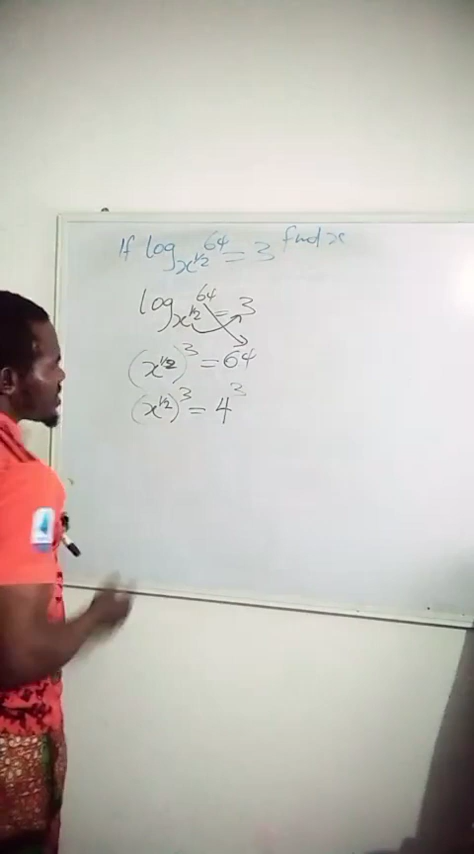 If log_{x^{1/2}} 64 = 3 find x
log_{x^{1/2}} 64 = 3
(x^{1/2})^3 = 64
(x^{1/2})^3 = 4^3